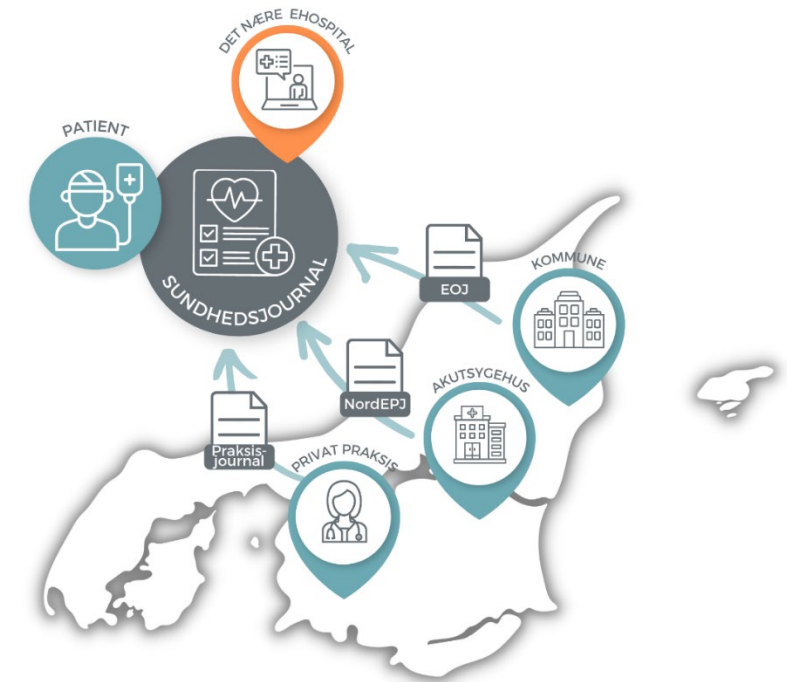 DET NÆRE EHOSPITAL
PATIENT
SUNDHEDSJOURNAL
EOJ
KOMMUNE
NordEPJ
AKUTSYGEHUS
Praksis-
journal
PRIVAT PRAKSIS